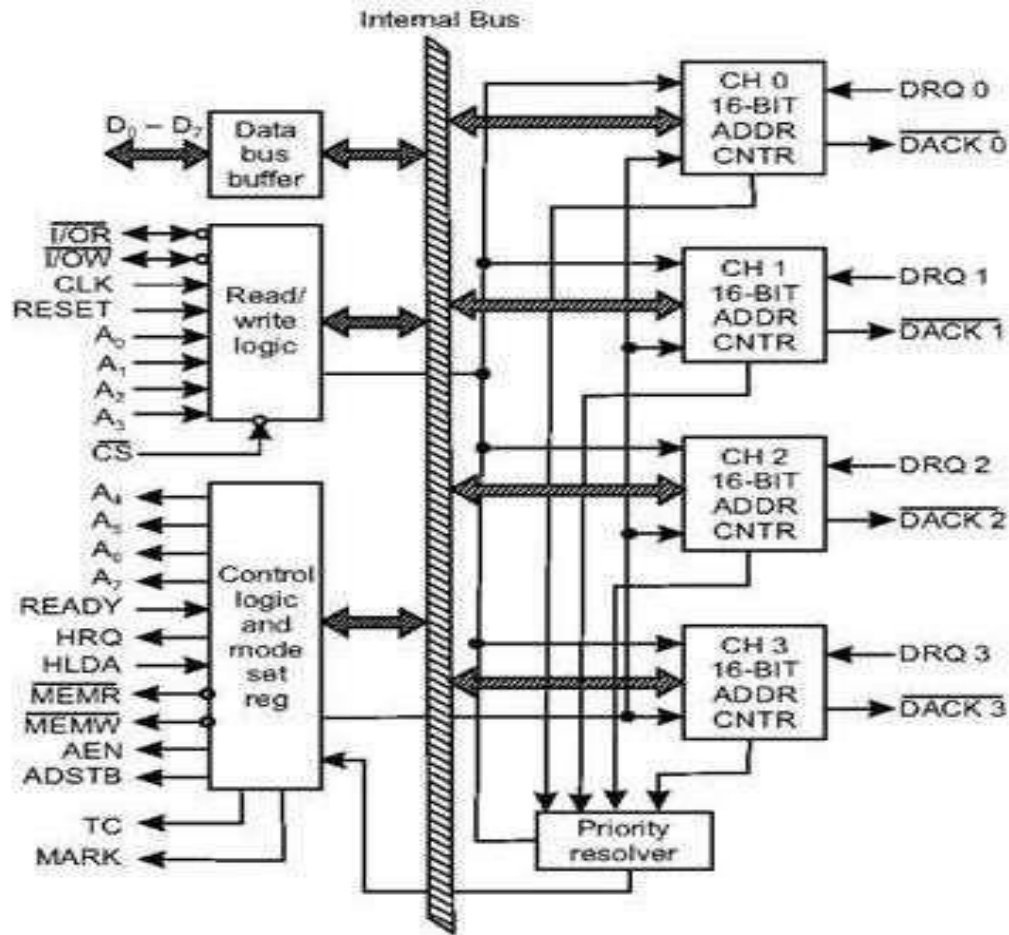 Internal Bus
D₀ – D₇
Data
bus
buffer
I/OR
I/OW
CLK
RESET
A₀
A₁
A₂
A₃
CS
Read/
write
logic
A₄
A₅
A₆
A₇
READY
HRQ
HLDA
MEMR
MEMW
AEN
ADSTB
TC
MARK
Control
logic
and
mode
set
reg
CH 0
16-BIT
ADDR
CNTR
DRQ 0
DACK 0
CH 1
16-BIT
ADDR
CNTR
DRQ 1
DACK 1
CH 2
16-BIT
ADDR
CNTR
DRQ 2
DACK 2
CH 3
16-BIT
ADDR
CNTR
DRQ 3
DACK 3
Priority
resolver